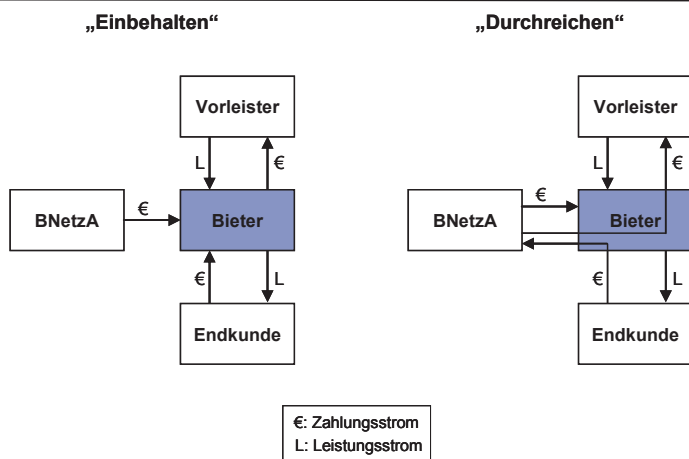 „Einbehalten“
„Durchreichen“
Vorleister
L
€
BNetzA
€
Bieter
€
L
Endkunde
Vorleister
L
€
BNetzA
€
Bieter
€
L
Endkunde
€: Zahlungsstrom
L: Leistungsstrom